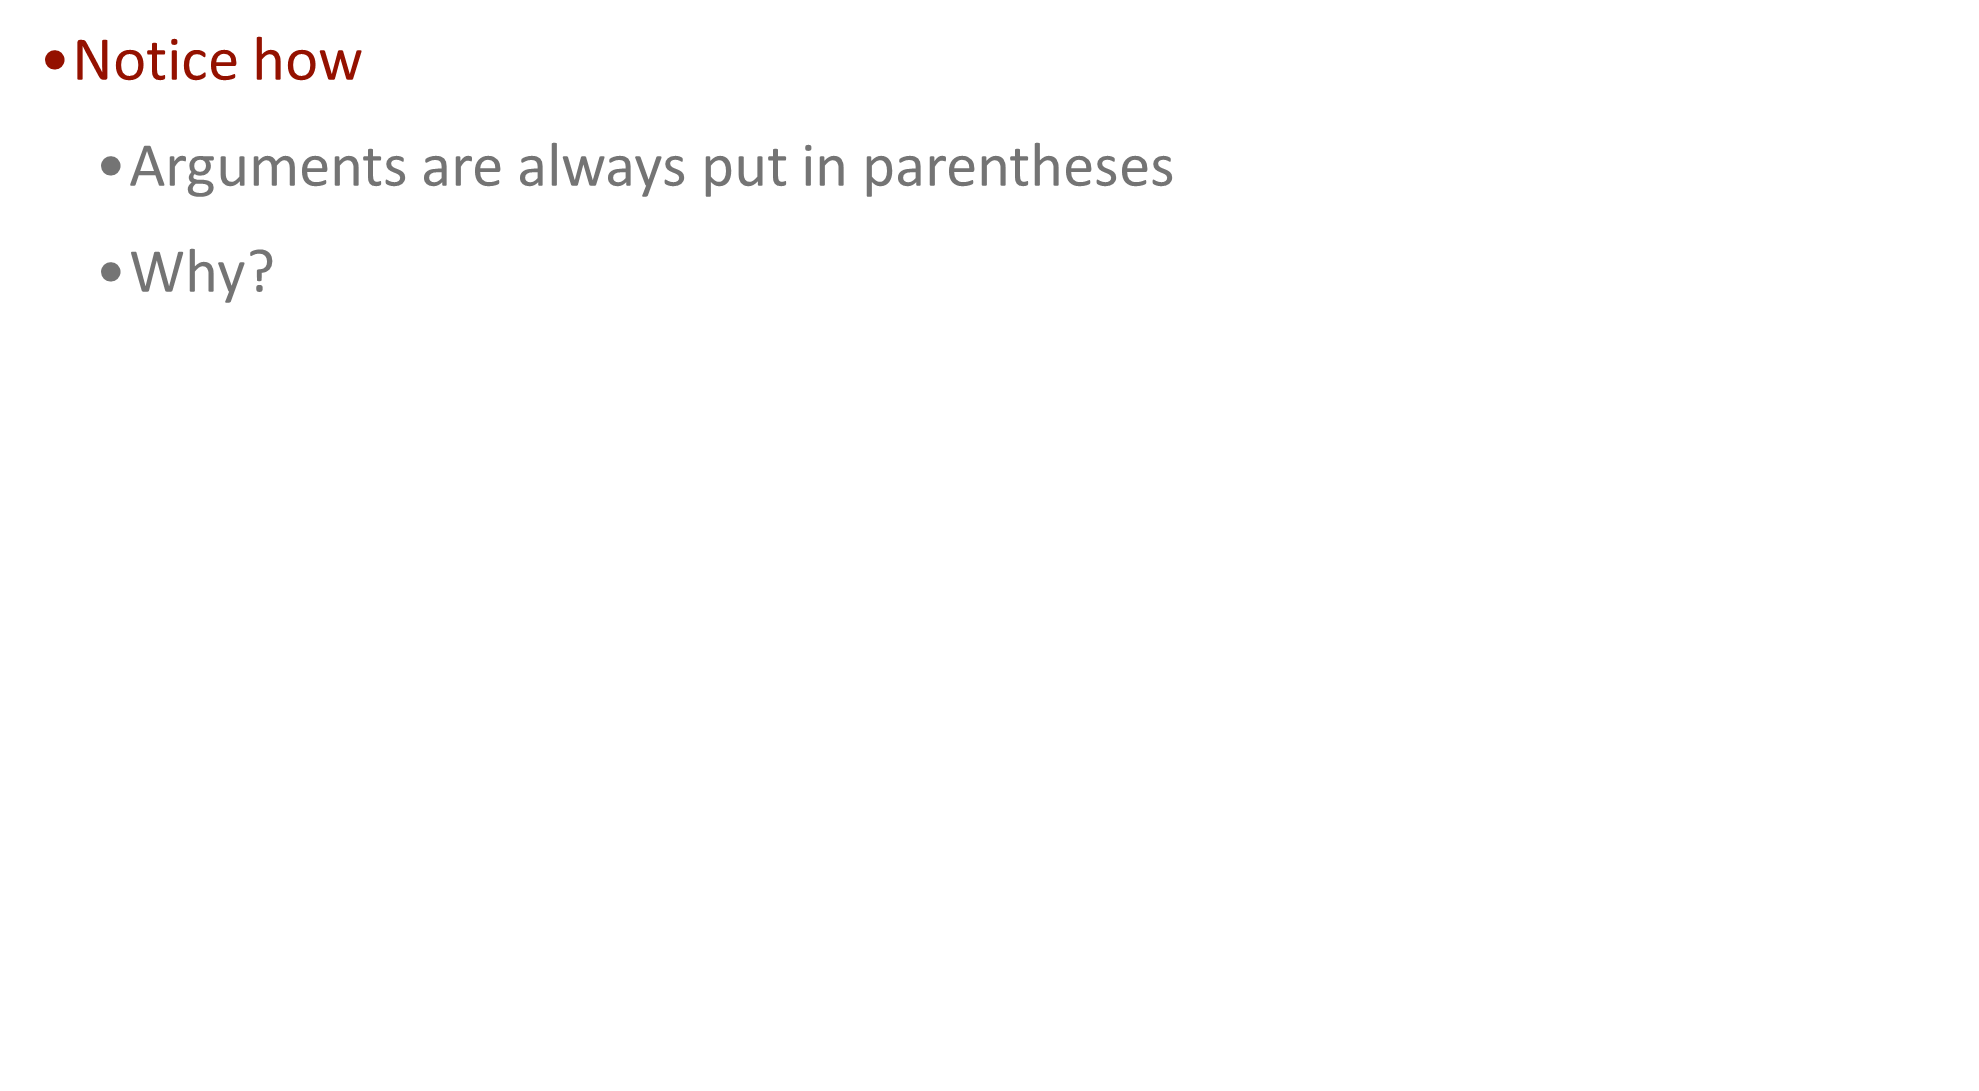 •Notice how
•Arguments are always put in parentheses
•Why?